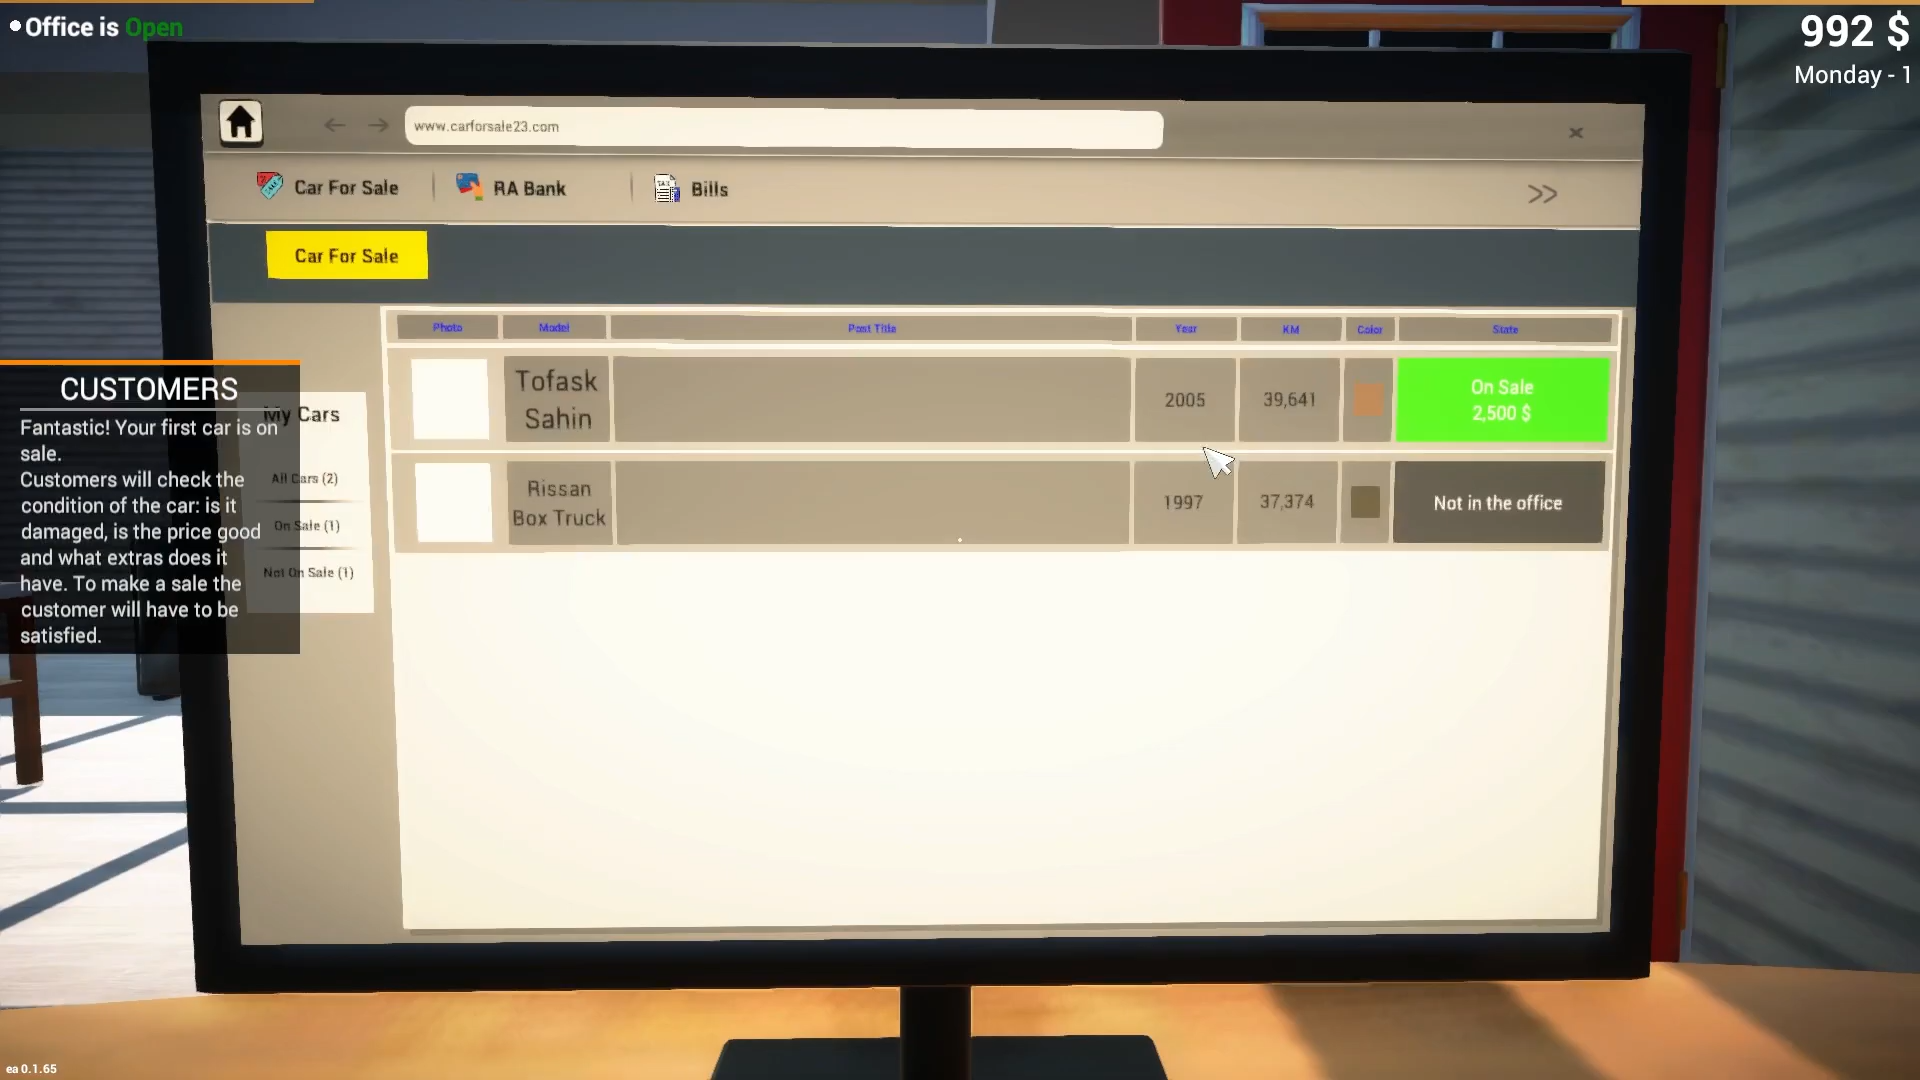 Office is Open
992 $
Monday - 1
www.carforsale23.com
Car For Sale
RA Bank
Bills
>>
Car For Sale
Photo
Model
Post Title
Year
KM
Color
State
Tofask
Sahin
2005
39,641
On Sale
2,500 $
Rissan
Box Truck
1997
37,374
Not in the office
My Cars
All Cars (2)
On Sale (1)
Not On Sale (1)
CUSTOMERS
Fantastic! Your first car is on
sale.
Customers will check the
condition of the car: is it
damaged, is the price good
and what extras does it
have. To make a sale the
customer will have to be
satisfied.
ea 0.1.65